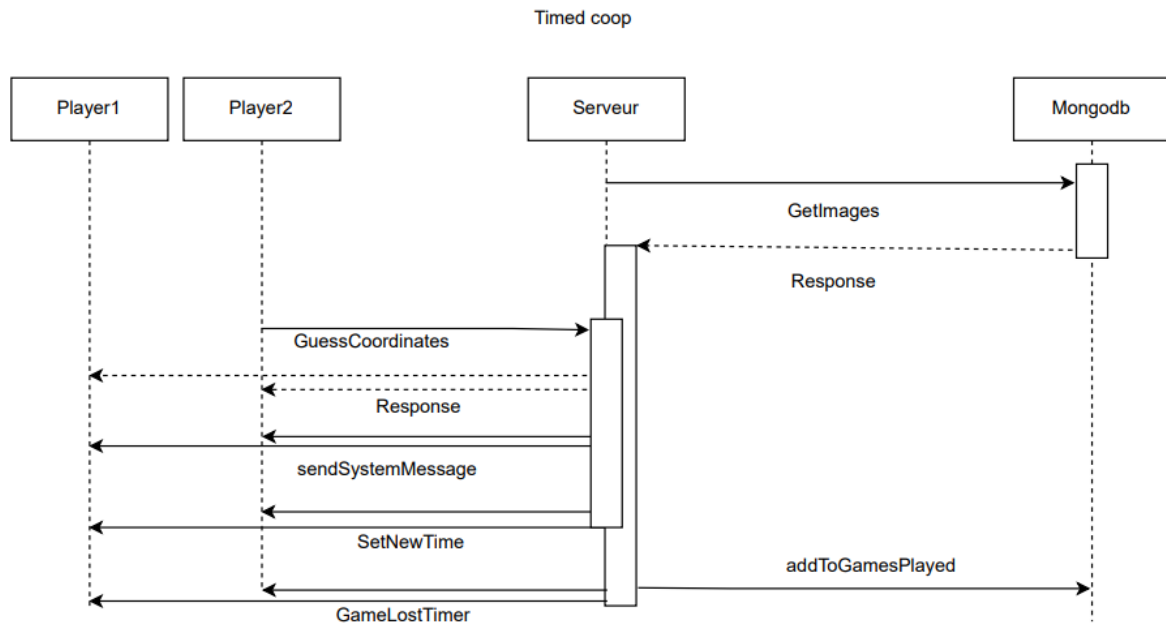 Timed coop
Player1
Player2
Serveur
Mongodb
GetImages
Response
GuessCoordinates
Response
sendSystemMessage
SetNewTime
addToGamesPlayed
GameLostTimer